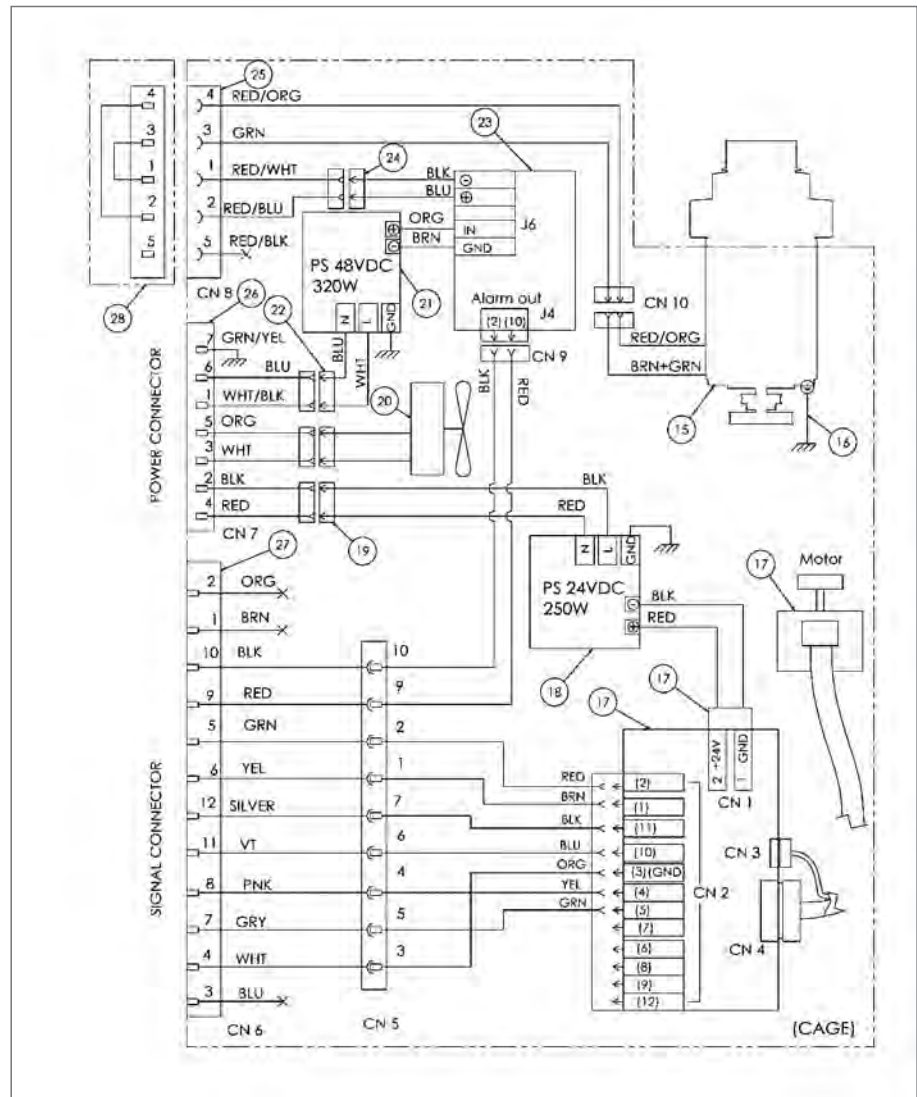 25
4
RED/ORG
4
23
3
GRN
3
24
1
RED/WHT
BLK
1
BLU
2
RED/BLU
2
ORG
IN
J6
5
RED/BLK
BRN
GND
5
PS 48VDC
320W
CN 8
21
28
26
22
Alarm out
J4
CN 10
N
L
GND
(2)
(10)
7
GRN/YEL
CN 9
RED/ORG
6
BLU
BLU
WHT
BLK
RED
BRN+GRN
1
WHT/BLK
20
15
16
5
ORG
3
WHT
POWER CONNECTOR
2
BLK
BLK
4
RED
RED
CN 7
19
27
N
L
GND
17
Motor
2
ORG
PS 24VDC
250W
BLK
RED
1
BRN
10
BLK
10
18
17
9
RED
9
17
5
GRN
2
2 +24V
1 GND
6
YEL
1
RED
(2)
BRN
(1)
CN 1
12
SILVER
7
BLK
(11)
11
VT
6
BLU
(10)
CN 3
SIGNAL CONNECTOR
ORG
(3)(GND
CN 2
8
PNK
4
YEL
(4)
GRN
(5)
7
GRY
5
(7)
CN 4
(6)
4
WHT
3
(8)
(9)
3
BLU
(12)
CN 6
CN 5
(CAGE)